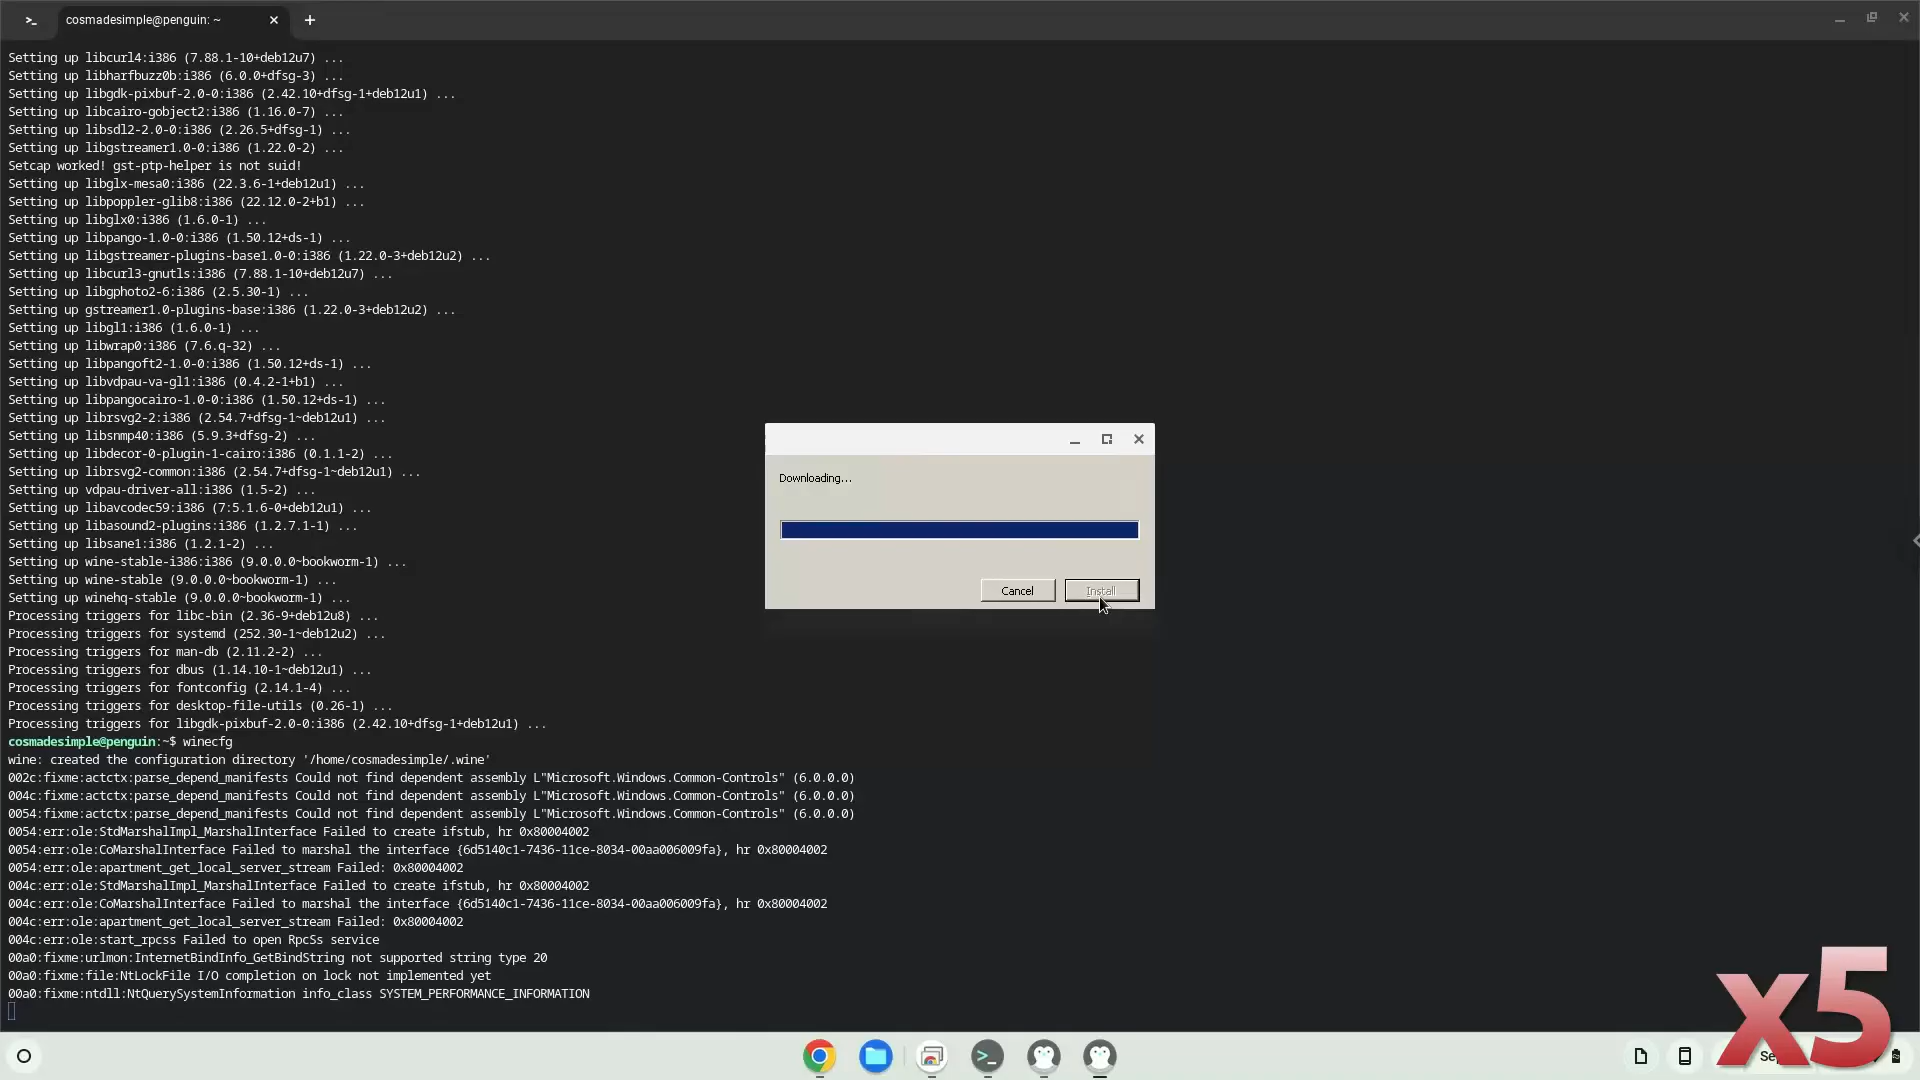 cosmadesimple@penguin: ~
Setting up libcurl4:i386 (7.88.1-10+deb12u7) ...
Setting up libharfbuzz0b:i386 (6.0.0+dfsg-3) ...
Setting up libgdk-pixbuf-2.0-0:i386 (2.42.10+dfsg-1+deb12u1) ...
Setting up libcairo-gobject2:i386 (1.16.0-7) ...
Setting up libsdl2-2.0-0:i386 (2.26.5+dfsg-1) ...
Setting up libgstreamer1.0-0:i386 (1.22.0-2) ...
Setcap worked! gst-ptp-helper is not suid!
Setting up libglx-mesa0:i386 (22.3.6-1+deb12u1) ...
Setting up libpoppler-glib8:i386 (22.12.0-2+b1) ...
Setting up libglx0:i386 (1.6.0-1) ...
Setting up libpango-1.0-0:i386 (1.50.12+ds-1) ...
Setting up libgstreamer-plugins-base1.0-0:i386 (1.22.0-3+deb12u2) ...
Setting up libcurl3-gnutls:i386 (7.88.1-10+deb12u7) ...
Setting up libgphoto2-6:i386 (2.5.30-1) ...
Setting up gstreamer1.0-plugins-base:i386 (1.22.0-3+deb12u2) ...
Setting up libgl1:i386 (1.6.0-1) ...
Setting up libwrap0:i386 (7.6.q-32) ...
Setting up libpangoft2-1.0-0:i386 (1.50.12+ds-1) ...
Setting up libvdpau-va-gl1:i386 (0.4.2-1+b1) ...
Setting up libpangocairo-1.0-0:i386 (1.50.12+ds-1) ...
Setting up librsvg2-2:i386 (2.54.7+dfsg-1~deb12u1) ...
Setting up libsnmp40:i386 (5.9.3+dfsg-2) ...
Setting up libdecor-0-plugin-1-cairo:i386 (0.1.1-2) ...
Setting up librsvg2-common:i386 (2.54.7+dfsg-1~deb12u1) ...
Setting up vdpau-driver-all:i386 (1.5-2) ...
Setting up libavcodec59:i386 (7:5.1.6-0+deb12u1) ...
Setting up libasound2-plugins:i386 (1.2.7.1-1) ...
Setting up libsane1:i386 (1.2.1-2) ...
Setting up wine-stable-i386:i386 (9.0.0.0~bookworm-1) ...
Setting up wine-stable (9.0.0.0~bookworm-1) ...
Setting up winehq-stable (9.0.0.0~bookworm-1) ...
Processing triggers for libc-bin (2.36-9+deb12u8) ...
Processing triggers for systemd (252.30-1~deb12u2) ...
Processing triggers for man-db (2.11.2-2) ...
Processing triggers for dbus (1.14.10-1~deb12u1) ...
Processing triggers for fontconfig (2.14.1-4) ...
Processing triggers for desktop-file-utils (0.26-1) ...
Processing triggers for libgdk-pixbuf-2.0-0:i386 (2.42.10+dfsg-1+deb12u1) ...
cosmadesimple@penguin:~$ winecfg
wine: created the configuration directory '/home/cosmadesimple/.wine'
002c:fixme:actctx:parse_depend_manifests Could not find dependent assembly L"Microsoft.Windows.Common-Controls" (6.0.0.0)
004c:fixme:actctx:parse_depend_manifests Could not find dependent assembly L"Microsoft.Windows.Common-Controls" (6.0.0.0)
0054:fixme:actctx:parse_depend_manifests Could not find dependent assembly L"Microsoft.Windows.Common-Controls" (6.0.0.0)
0054:err:ole:StdMarshalImpl_MarshalInterface Failed to create ifstub, hr 0x80004002
0054:err:ole:CoMarshalInterface Failed to marshal the interface {6d5140c1-7436-11ce-8034-00aa006009fa}, hr 0x80004002
0054:err:ole:apartment_get_local_server_stream Failed: 0x80004002
004c:err:ole:StdMarshalImpl_MarshalInterface Failed to create ifstub, hr 0x80004002
004c:err:ole:CoMarshalInterface Failed to marshal the interface {6d5140c1-7436-11ce-8034-00aa006009fa}, hr 0x80004002
004c:err:ole:apartment_get_local_server_stream Failed: 0x80004002
004c:err:ole:start_rpcss Failed to open RpcSs service
00a0:fixme:urlmon:InternetBindInfo_GetBindString not supported string type 20
00a0:fixme:file:NtLockFile I/O completion on lock not implemented yet
00a0:fixme:ntdll:NtQuerySystemInformation info_class SYSTEM_PERFORMANCE_INFORMATION
Downloading...
Cancel
Install
x5